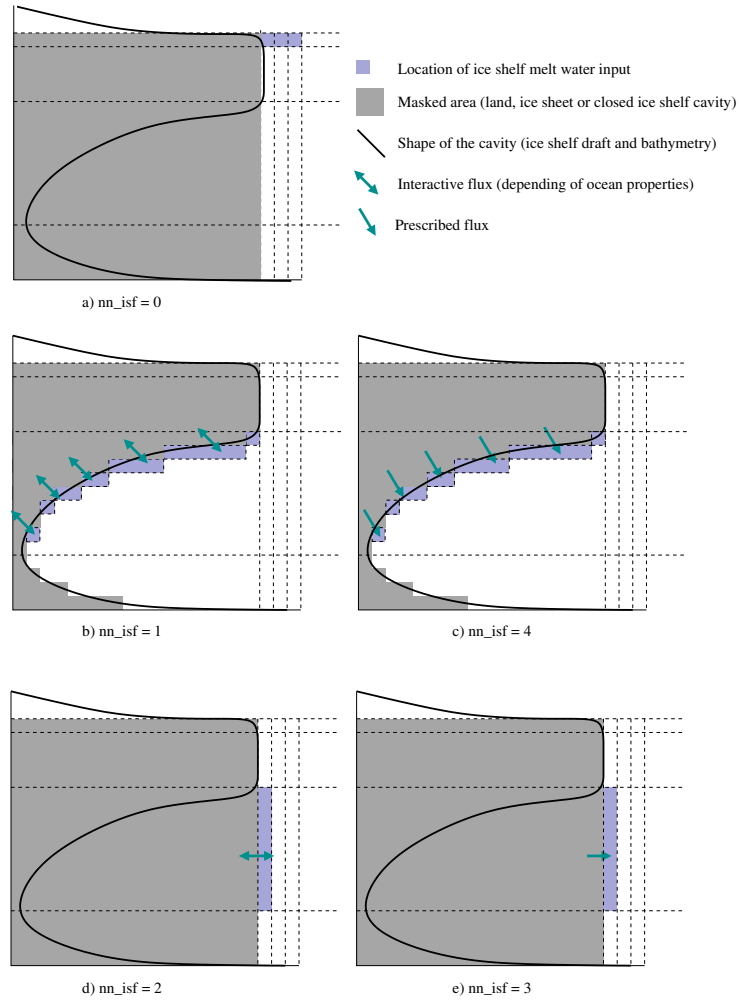 Location of ice shelf melt water input
Masked area (land, ice sheet or closed ice shelf cavity)
Shape of the cavity (ice shelf draft and bathymetry)
Interactive flux (depending of ocean properties)
Prescribed flux
a) nn_isf = 0
b) nn_isf = 1
c) nn_isf = 4
d) nn_isf = 2
e) nn_isf = 3